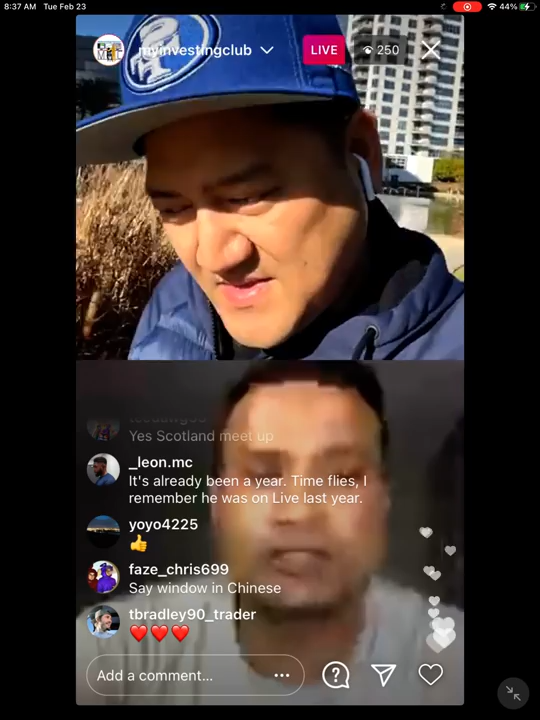 8:37 AM Tue Feb 23
44%
myinvestingclub
LIVE
250
Yes Scotland meet up
_leon.mc
It's already been a year. Time flies, I
remember he was on Live last year.
yoyo4225
👍
faze_chris699
Say window in Chinese
tbradley90_trader
❤️❤️❤️
Add a comment...